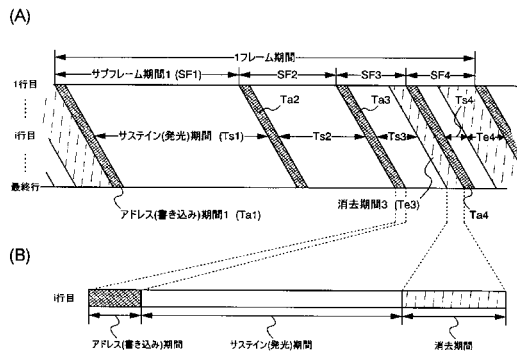 (A)
1フレーム期間
サブフレーム期間1 (SF1)
SF2
SF3
SF4
1行目
Ta2
Ta3
Ts4
i行目
サステイン(発光)期間 (Ts1)
Ts2
Ts3
Te4
最終行
アドレス(書き込み)期間1 (Ta1)
消去期間3 (Te3)
Ta4
(B)
i行目
アドレス(書き込み)期間
サステイン(発光)期間
消去期間